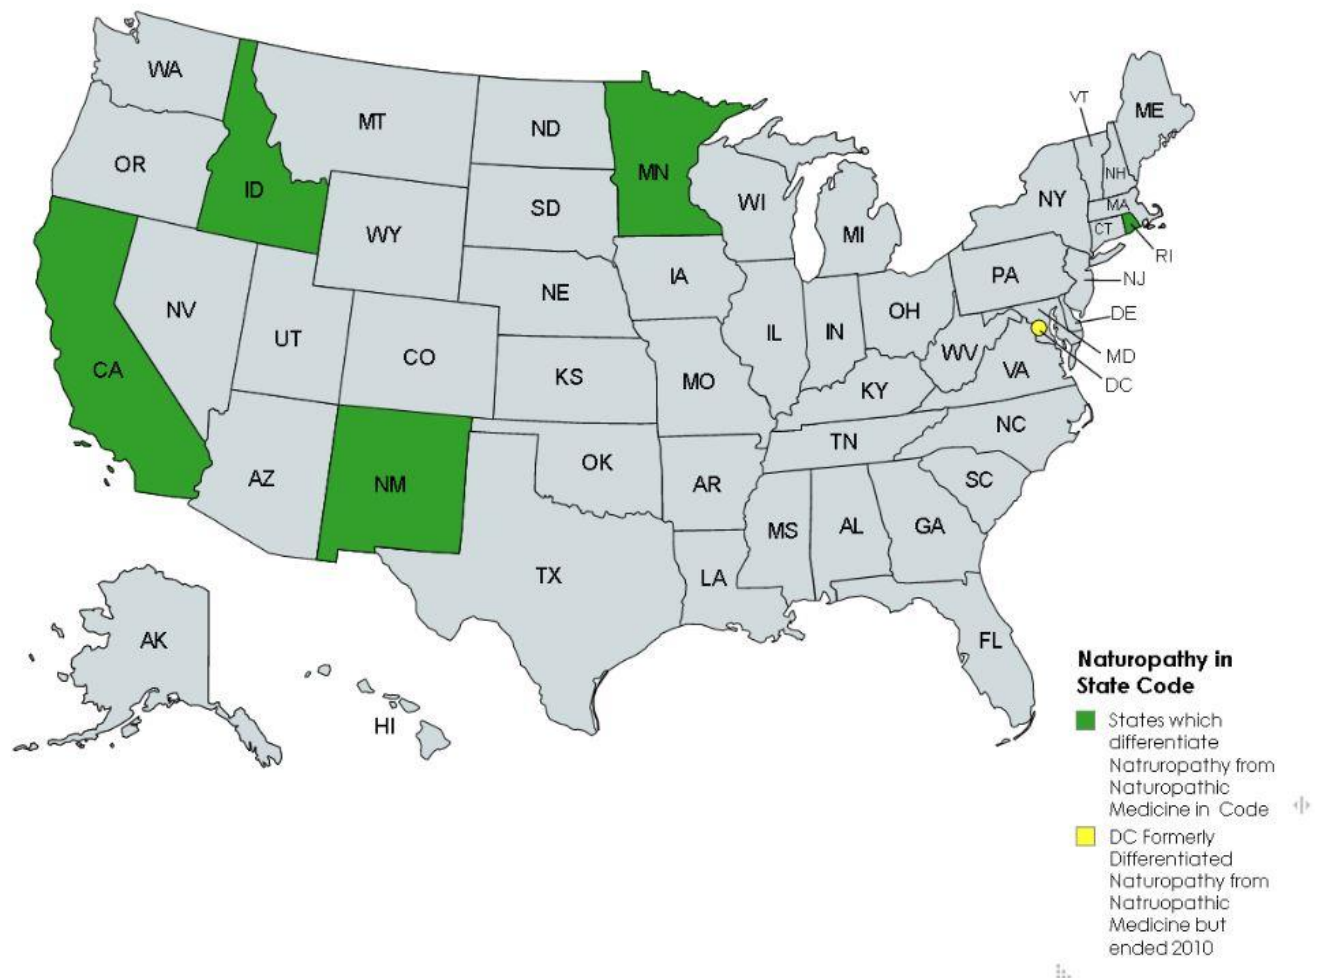 WA
MT
ND
MN
VT
ME
OR
ID
SD
WI
MI
NY
NH
MA
CT
RI
WY
IA
PA
NJ
NV
NE
IL
IN
OH
DE
UT
CO
MD
CA
KS
MO
WV
VA
DC
KY
TN
NC
AZ
NM
OK
AR
SC
MS
AL
GA
TX
LA
AK
HI
FL
Naturopathy in
State Code
States which
differentiate
Natruropathy from
Naturopathic
Medicine in Code
DC Formerly
Differentiated
Naturopathy from
Natruopathic
Medicine but
ended 2010